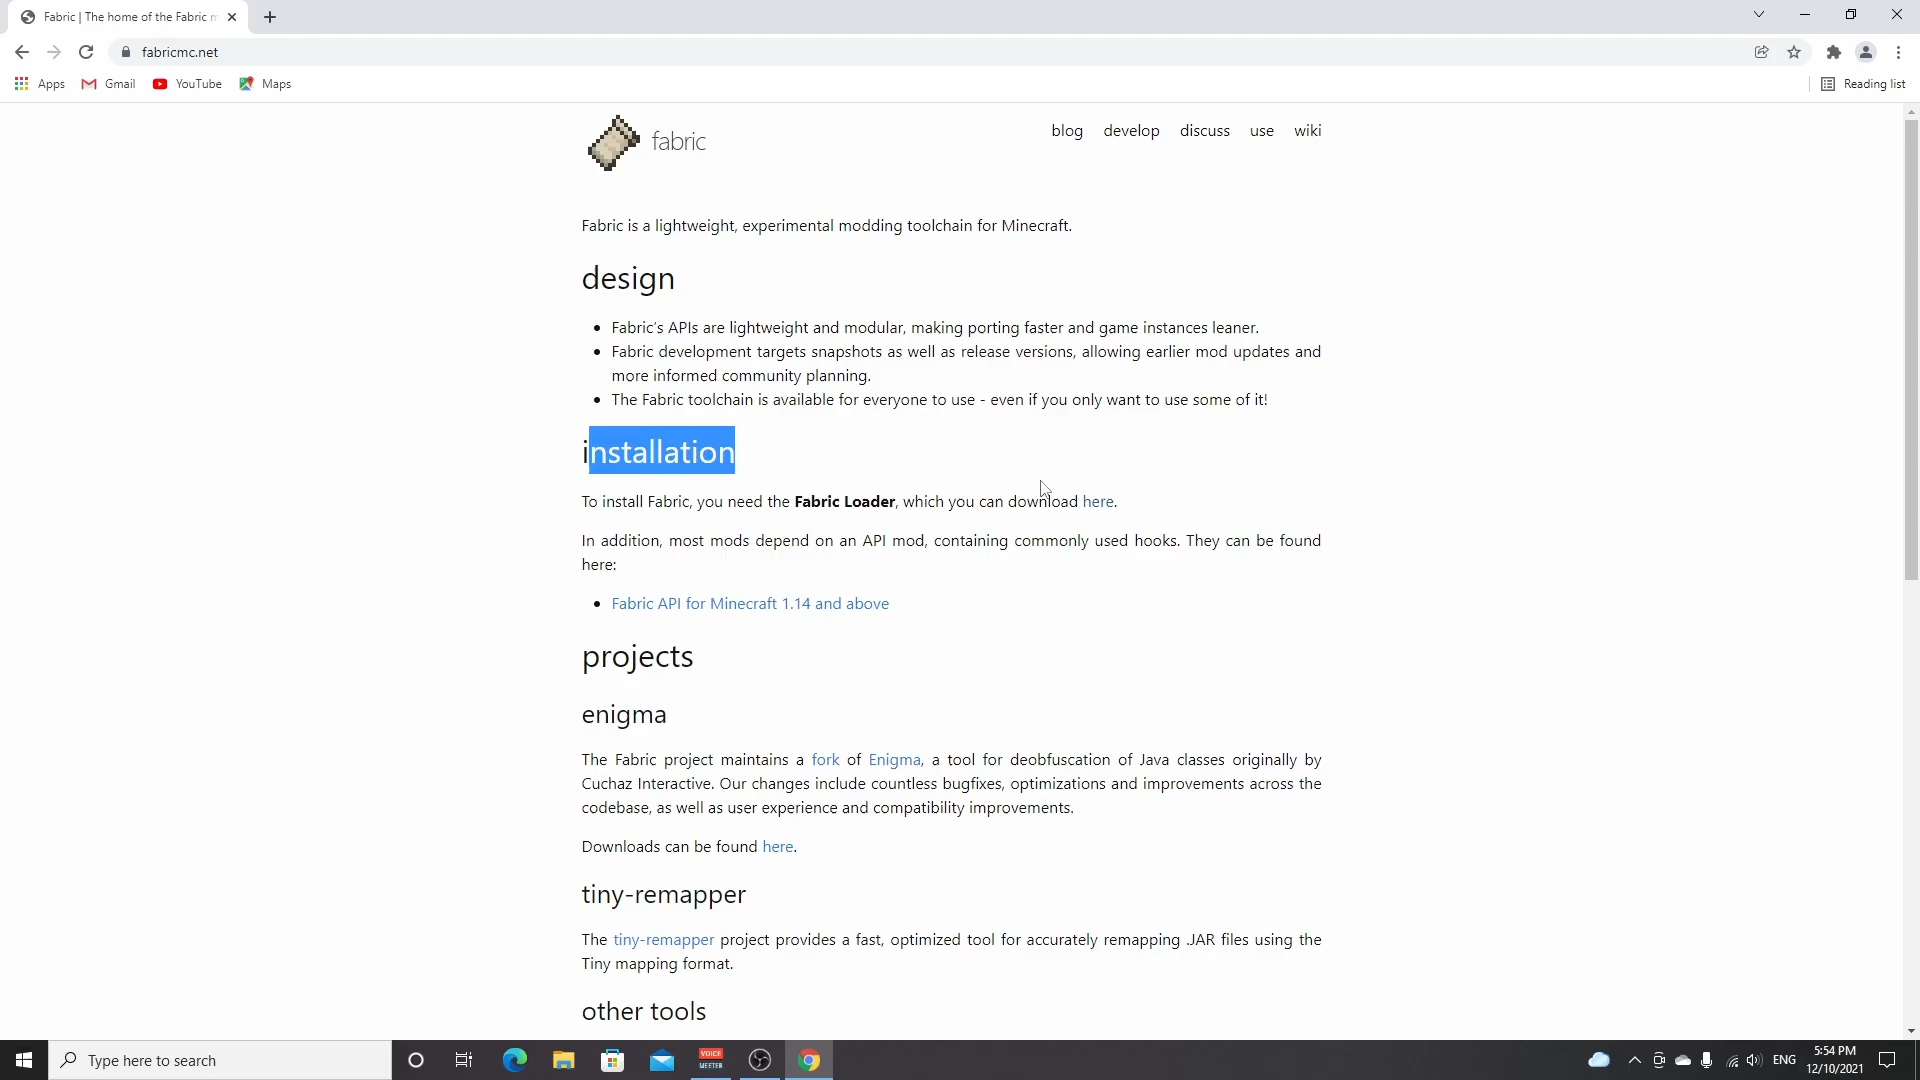 Fabric | The home of the Fabric m
fabricmc.net
Apps Gmail YouTube Maps Reading list
fabric
blog develop discuss use wiki
Fabric is a lightweight, experimental modding toolchain for Minecraft.
design
Fabric's APIs are lightweight and modular, making porting faster and game instances leaner.
Fabric development targets snapshots as well as release versions, allowing earlier mod updates and
more informed community planning.
The Fabric toolchain is available for everyone to use - even if you only want to use some of it!
installation
To install Fabric, you need the Fabric Loader, which you can download here.
In addition, most mods depend on an API mod, containing commonly used hooks. They can be found
here:
Fabric API for Minecraft 1.14 and above
projects
enigma
The Fabric project maintains a fork of Enigma, a tool for deobfuscation of Java classes originally by
Cuchaz Interactive. Our changes include countless bugfixes, optimizations and improvements across the
codebase, as well as user experience and compatibility improvements.
Downloads can be found here.
tiny-remapper
The tiny-remapper project provides a fast, optimized tool for accurately remapping .JAR files using the
Tiny mapping format.
other tools
Type here to search
VOICE
MEETER
ENG
5:54 PM
12/10/2021